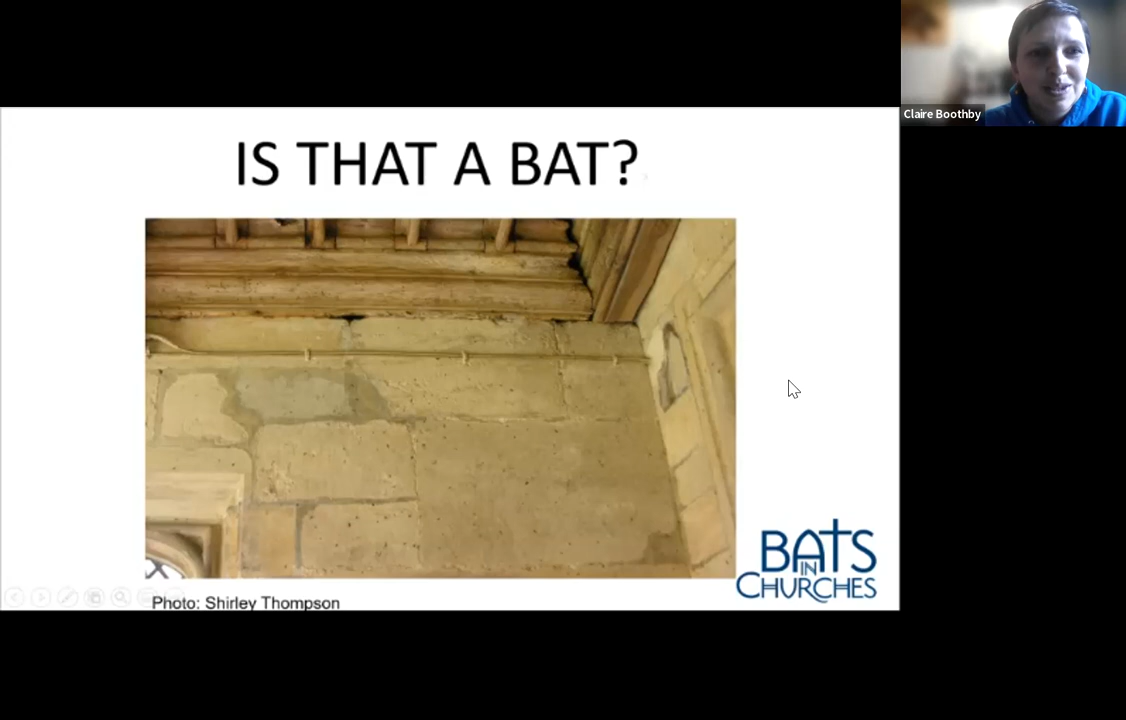 Claire Boothby
IS THAT A BAT?
BATS
IN
CHURCHES
Photo: Shirley Thompson